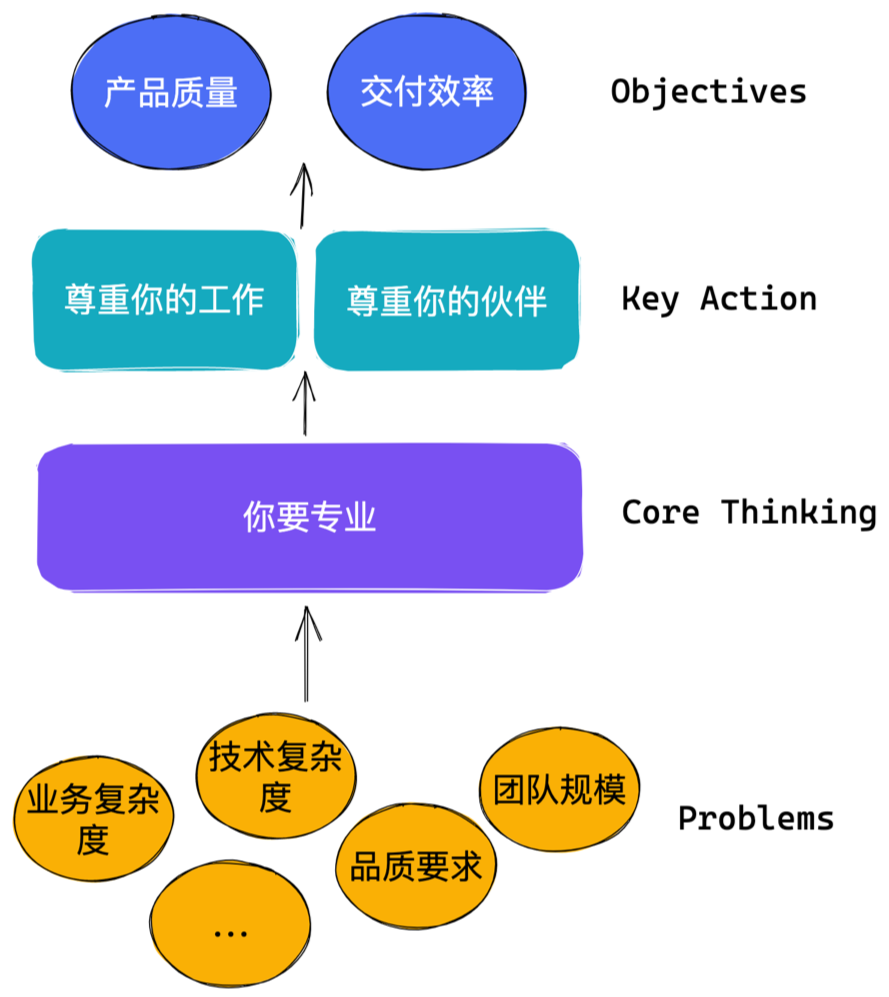 产品质量
交付效率
Objectives
尊重你的工作
尊重你的伙伴
Key Action
你要专业
Core Thinking
技术复杂
度
业务复杂
度
团队规模
品质要求
Problems
...